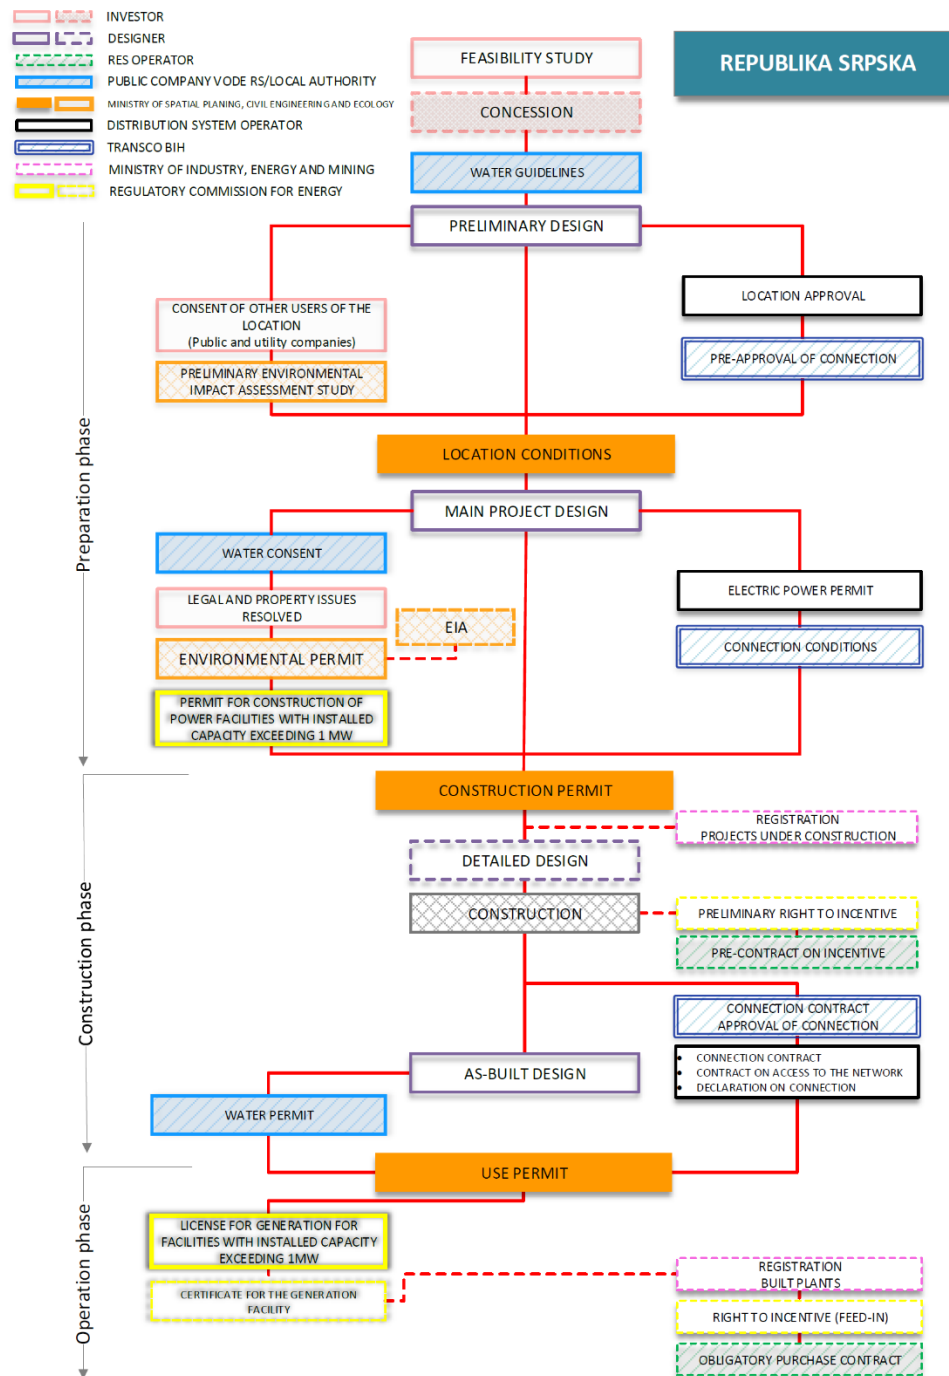 INVESTOR
DESIGNER
RES OPERATOR
PUBLIC COMPANY VODE RS/LOCAL AUTHORITY
MINISTRY OF SPATIAL PLANING, CIVIL ENGINEERING AND ECOLOGY
DISTRIBUTION SYSTEM OPERATOR
TRANSCO BIH
MINISTRY OF INDUSTRY, ENERGY AND MINING
REGULATORY COMMISSION FOR ENERGY
REPUBLIKA SRPSKA
FEASIBILITY STUDY
CONCESSION
WATER GUIDELINES
PRELIMINARY DESIGN
CONSENT OF OTHER USERS OF THE
LOCATION
(Public and utility companies)
PRELIMINARY ENVIRONMENTAL
IMPACT ASSESSMENT STUDY
LOCATION APPROVAL
PRE-APPROVAL OF CONNECTION
LOCATION CONDITIONS
Preparation phase
MAIN PROJECT DESIGN
WATER CONSENT
LEGAL AND PROPERTY ISSUES
RESOLVED
EIA
ENVIRONMENTAL PERMIT
PERMIT FOR CONSTRUCTION OF
POWER FACILITIES WITH INSTALLED
CAPACITY EXCEEDING 1 MW
ELECTRIC POWER PERMIT
CONNECTION CONDITIONS
CONSTRUCTION PERMIT
REGISTRATION
PROJECTS UNDER CONSTRUCTION
DETAILED DESIGN
CONSTRUCTION
PRELIMINARY RIGHT TO INCENTIVE
PRE-CONTRACT ON INCENTIVE
Construction phase
CONNECTION CONTRACT
APPROVAL OF CONNECTION
• CONNECTION CONTRACT
• CONTRACT ON ACCESS TO THE NETWORK
• DECLARATION ON CONNECTION
AS-BUILT DESIGN
WATER PERMIT
USE PERMIT
Operation phase
LICENSE FOR GENERATION FOR
FACILITIES WITH INSTALLED CAPACITY
EXCEEDING 1MW
CERTIFICATE FOR THE GENERATION
FACILITY
REGISTRATION
BUILT PLANTS
RIGHT TO INCENTIVE (FEED-IN)
OBLIGATORY PURCHASE CONTRACT